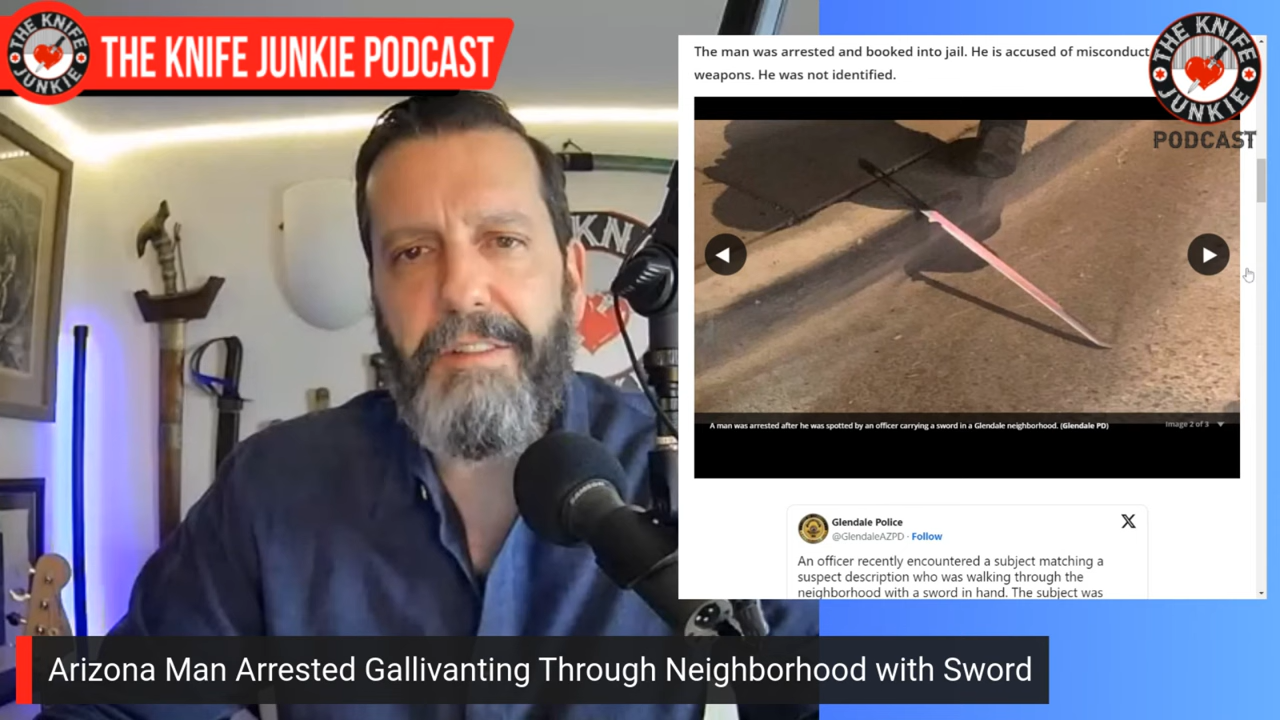 THE KNIFE
JUNKIE
THE KNIFE JUNKIE PODCAST
The man was arrested and booked into jail. He is accused of misconduct
weapons. He was not identified.
THE KNIFE
JUNKIE
PODCAST
KN
A man was arrested after he was spotted by an officer carrying a sword in a Glendale neighborhood. (Glendale PD)
Image 2 of 3
Glendale Police
@GlendaleAZPD · Follow
X
An officer recently encountered a subject matching a
suspect description who was walking through the
neighborhood with a sword in hand. The subject was
SAMSON
Arizona Man Arrested Gallivanting Through Neighborhood with Sword